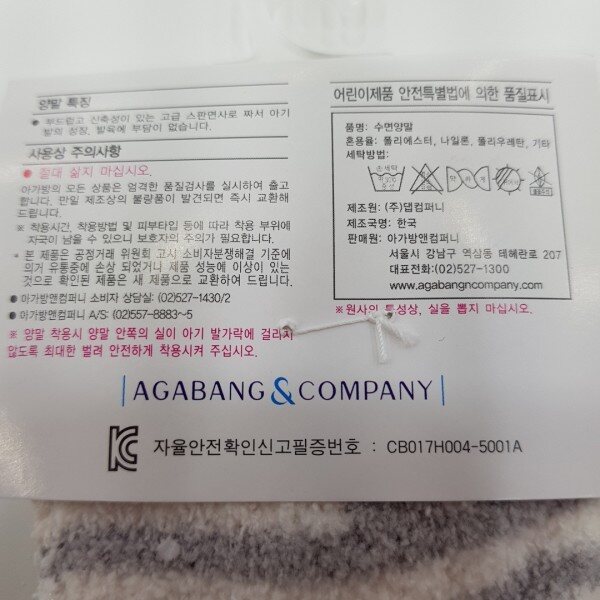 양말 특징
● 부드럽고 신축성이 있는 고급 스판면사로 짜서 아기
발의 성장, 발육에 부담이 없습니다.
사용상 주의사항
● 절대 삶지 마십시오.
아가방의 모든 상품은 엄격한 품질검사를 실시하여 출고
합니다. 만일 제조상의 불량품이 발견되면 즉시 교환해
드립니다.
※ 착용시간, 착용방법 및 피부타입 등에 따라 착용 부위에
자국이 남을 수 있으니 보호자의 주의가 필요합니다.
* 본 제품은 공정거래 위원회 고시 소비자분쟁해결 기준에
의거 유통중에 손상 되었거나 제품 성능에 이상이 있는
것으로 확인된 제품은 새 제품으로 교환하여 드립니다.
● 아가방앤컴퍼니 소비자 상담실: (02)527-1430/2
● 아가방앤컴퍼니 A/S: (02)557-8883~5
※ 양말 착용시 양말 안쪽의 실이 아기 발가락에 걸리지
않도록 최대한 벌려 안전하게 착용시켜 주십시오.
어린이제품 안전특별법에 의한 품질표시
품명: 수면양말
혼용율: 폴리에스터, 나일론, 폴리우레탄, 기타
세탁방법:
제조원: (주)댑컴퍼니
제조국명: 한국
판매원: 아가방앤컴퍼니
서울시 강남구 역삼동 테헤란로 207
대표전화:(02)527-1300
www.agabangncompany.com
※원사의 특성상, 실을 뽑지 마십시오.
AGABANG&COMPANY
자율안전확인신고필증번호 : CB017H004-5001A